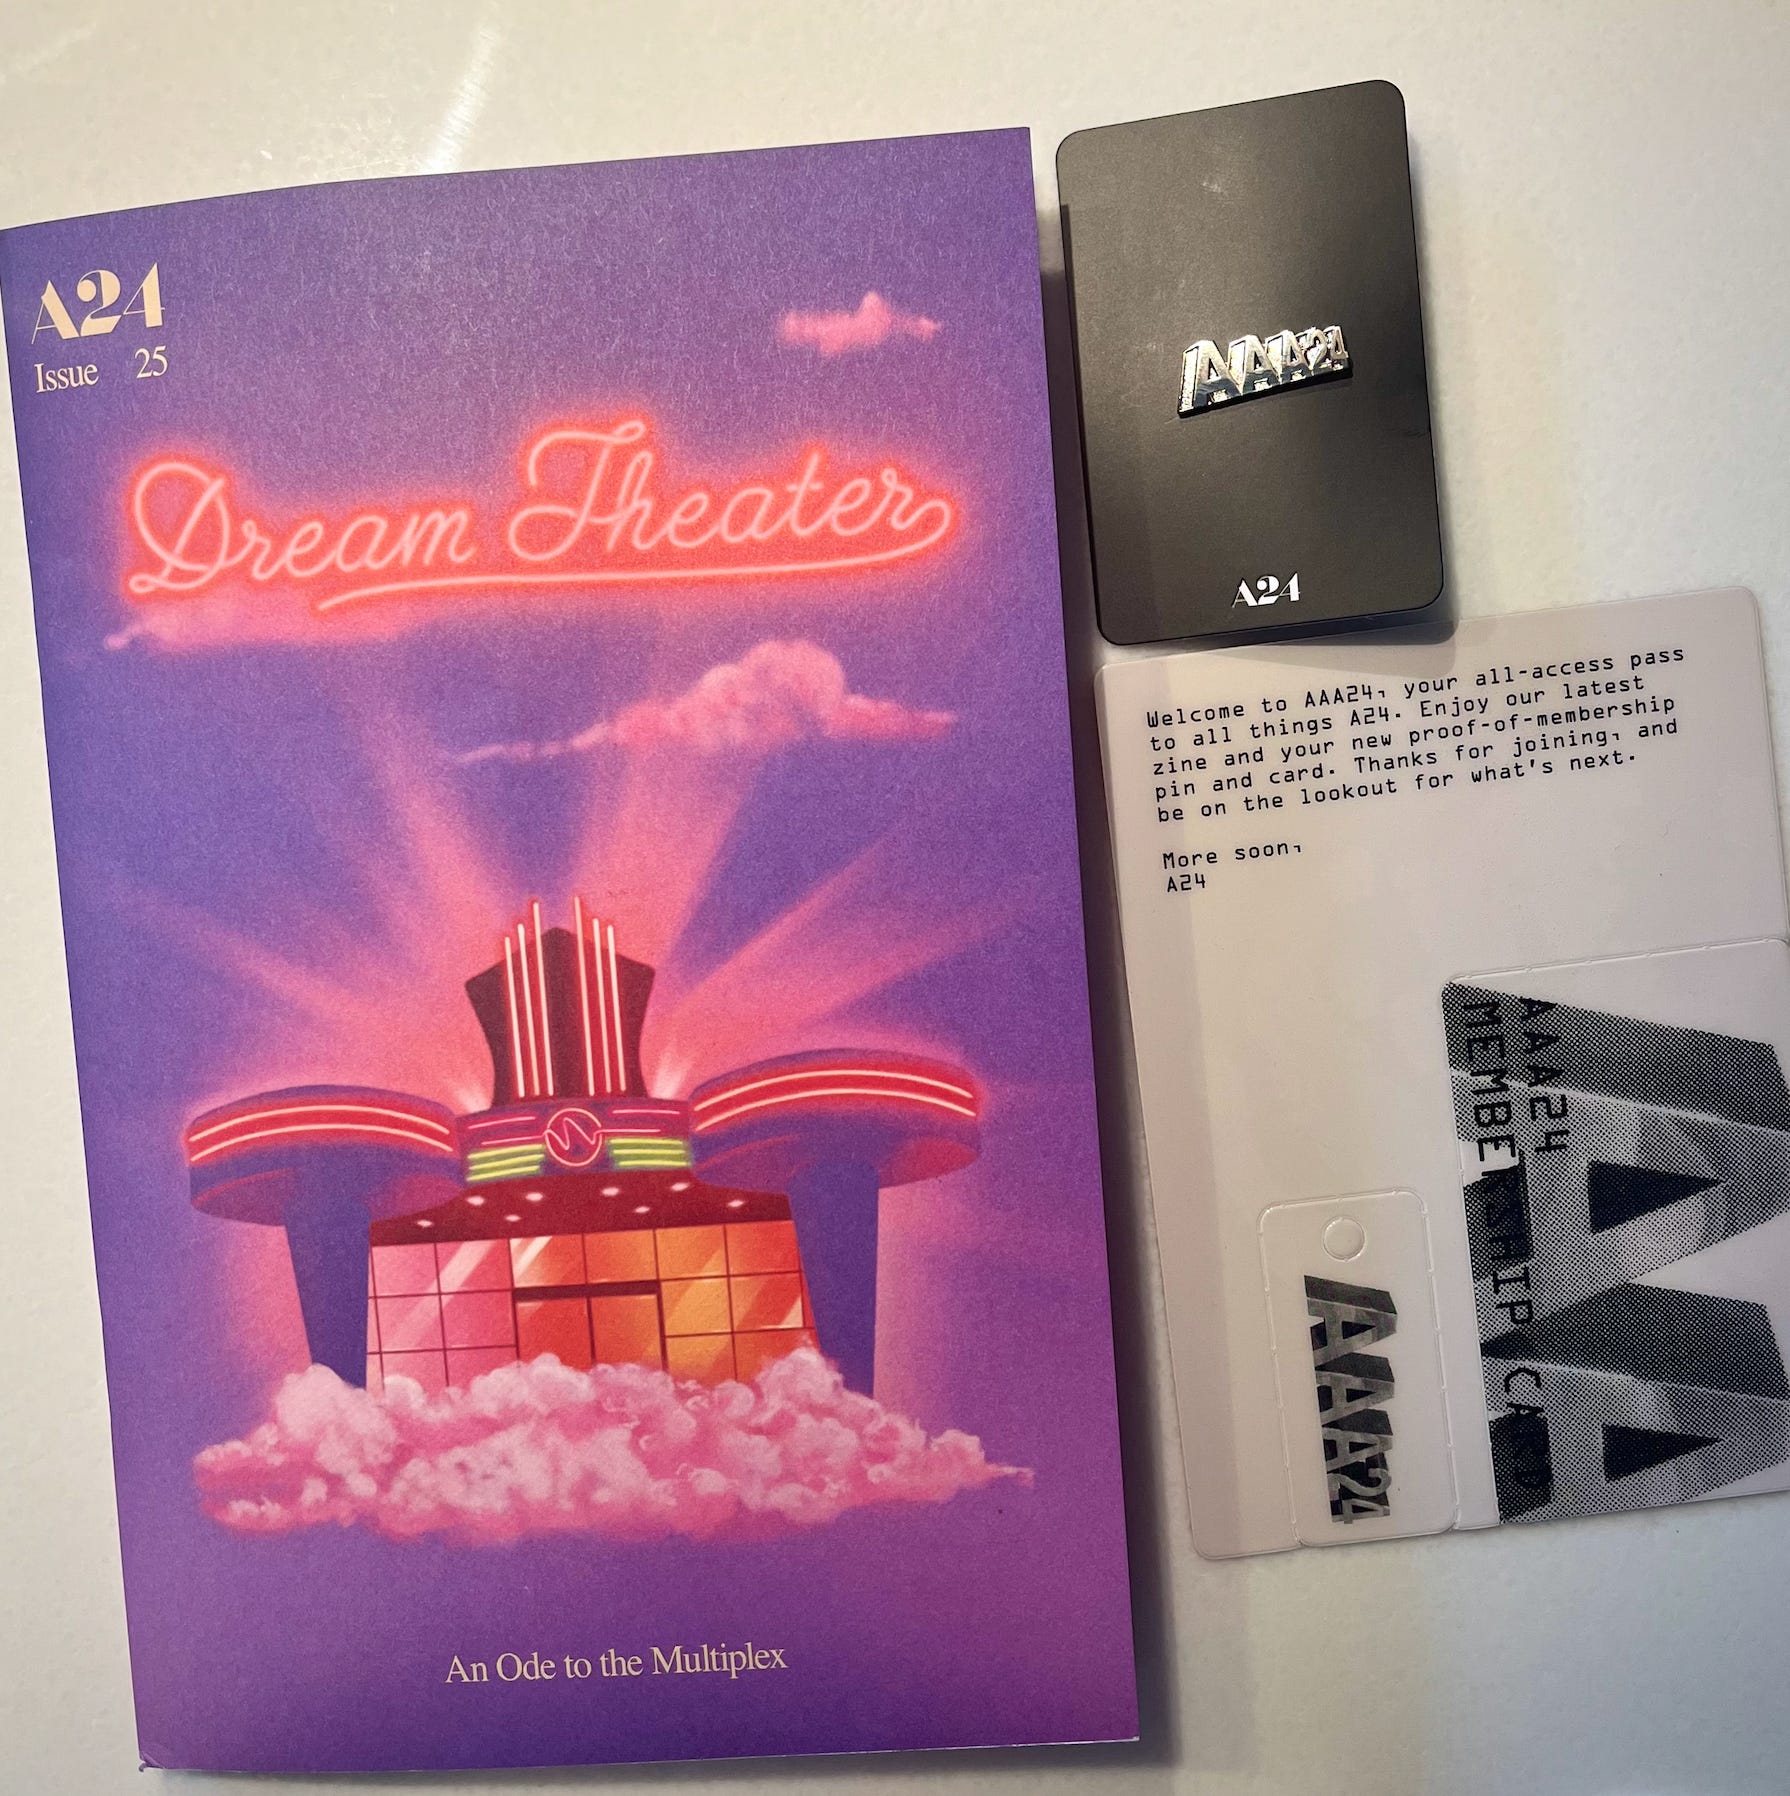 A24
Issue 25
Dream Theater
An Ode to the Multiplex
AAA24
A24
Welcome to AAA24, your all-access pass
to all things A24. Enjoy our latest
zine and your new proof-of-membership
pin and card. Thanks for joining, and
be on the lookout for what's next.
More soon,
A24
AAA24
MEMBERSHIP CARD
AAA24